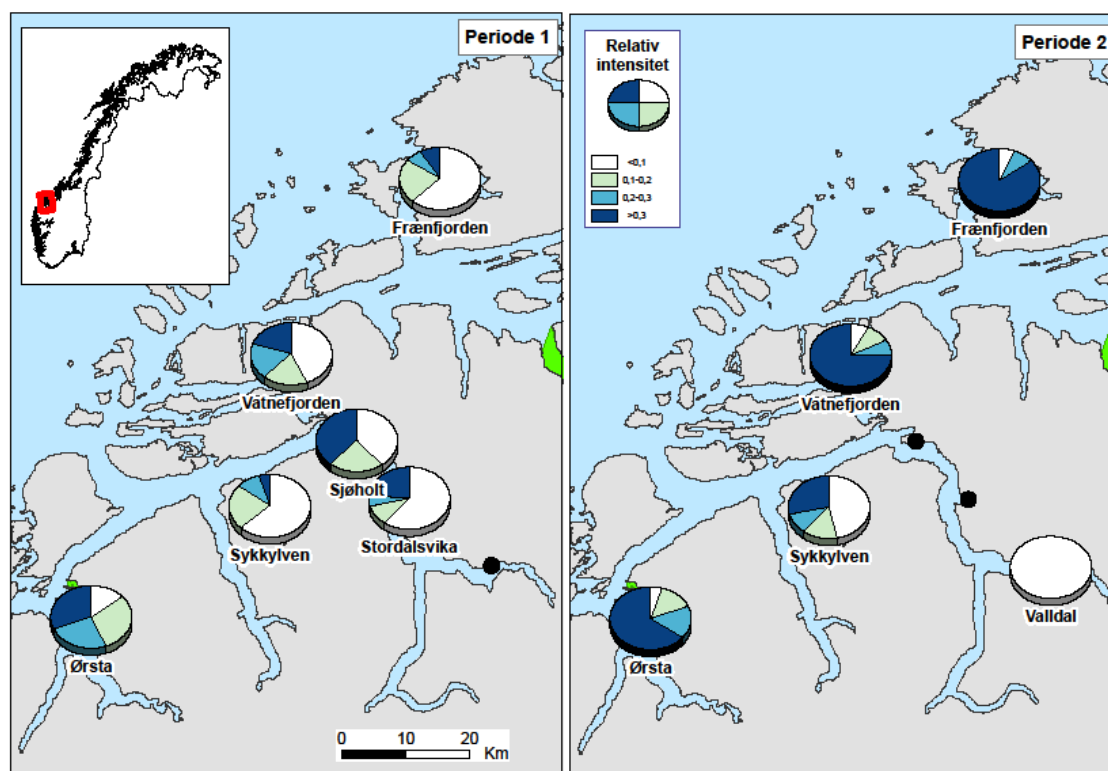 Periode 1
Frænfjorden
Vatnefjorden
Sjøholt
Stordalsvika
Sykkylven
Ørsta
0 10 20
Km
Periode 2
Relativ
intensitet
<0,1
0,1-0,2
0,2-0,3
>0,3
Frænfjorden
Vatnefjorden
Sykkylven
Valldal
Ørsta